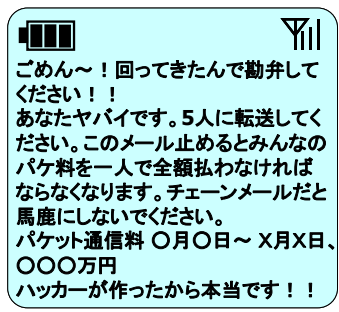 ごめん～！回ってきたんで勘弁して
ください！！
あなたヤバイです。5人に転送してく
ださい。このメール止めるとみんなの
パケ料を一人で全額払わなければ
ならなくなります。チェーンメールだと
馬鹿にしないでください。
パケット通信料 〇月〇日～ X月X日、
〇〇〇万円
ハッカーが作ったから本当です！！